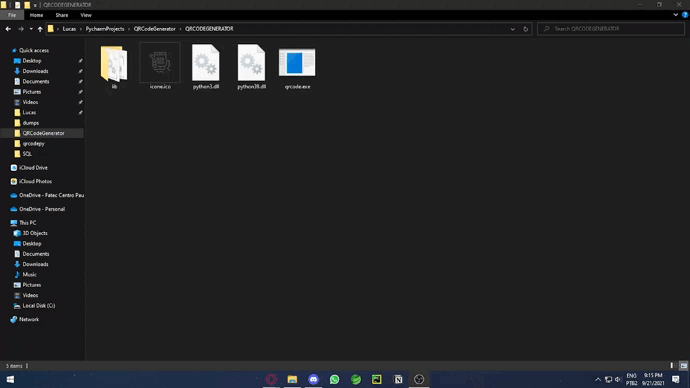 QRCODEGENERATOR
File Home Share View
Lucas > PycharmProjects > QRCodeGenerator > QRCODEGENERATOR
Search QRCODEGENERATOR
Quick access
Desktop
Downloads
Documents
Pictures
Videos
Lucas
dumps
QRCodeGenerator
qrcodepy
SQL
iCloud Drive
iCloud Photos
OneDrive - Fatec Centro Pau
OneDrive - Personal
This PC
3D Objects
Desktop
Documents
Downloads
Music
Pictures
Videos
Local Disk (C:)
Network
lib
icone.ico
python3.dll
python38.dll
qrcode.exe
5 items
ENG
PTB2
9:15 PM
9/21/2021